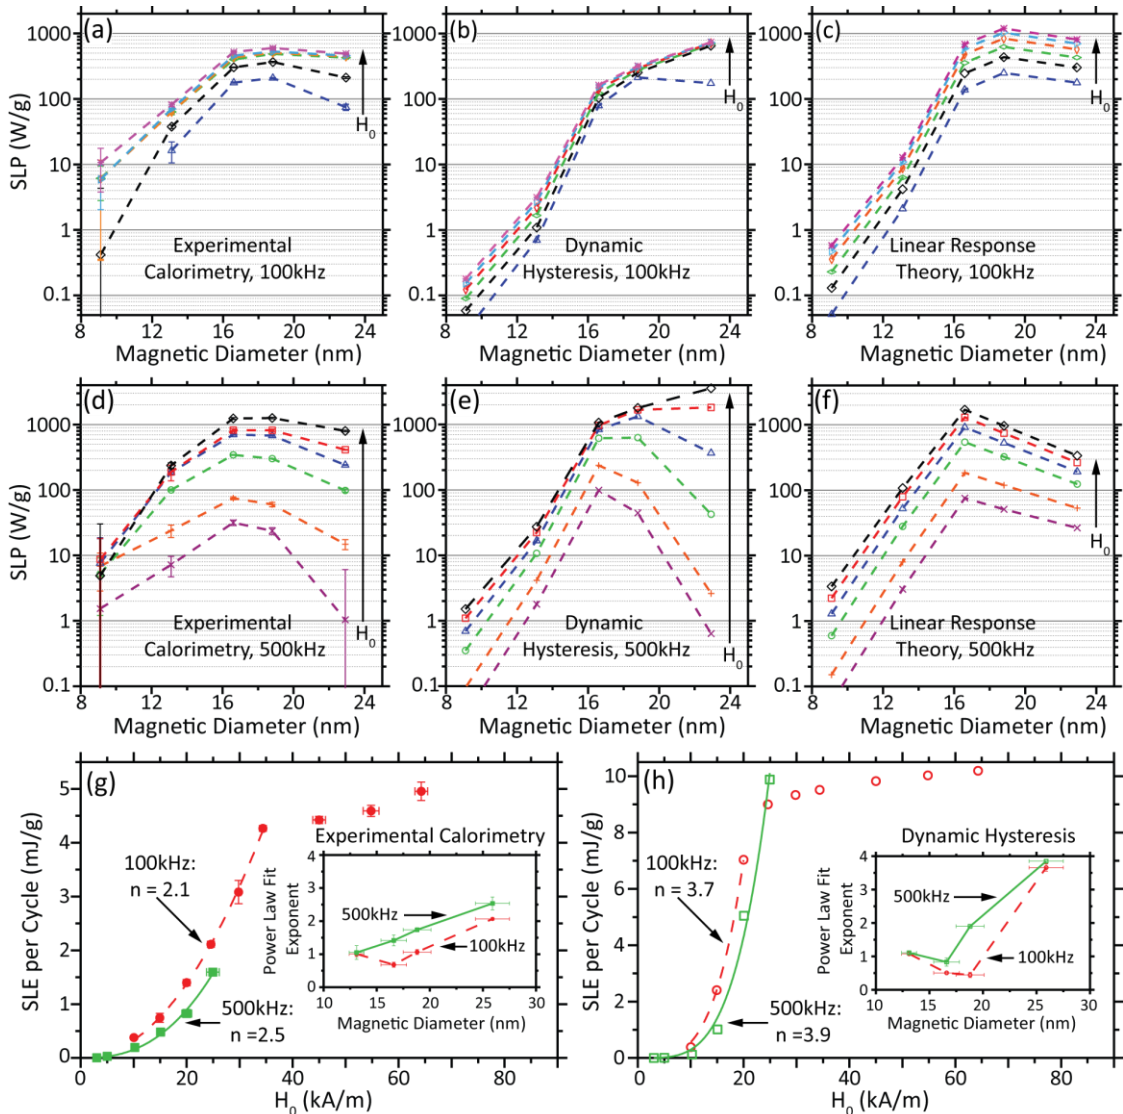 (a)
(b)
(c)
SLP (W/g)
1000
100
10
1
0.1
1000
100
10
1
0.1
1000
100
10
1
0.1
H0
H0
H0
Experimental
Calorimetry, 100kHz
Dynamic
Hysteresis, 100kHz
Linear Response
Theory, 100kHz
8 12 16 20 24
8 12 16 20 24
8 12 16 20 24
Magnetic Diameter (nm)
Magnetic Diameter (nm)
Magnetic Diameter (nm)
(d)
(e)
(f)
SLP (W/g)
1000
100
10
1
0.1
1000
100
10
1
0.1
1000
100
10
1
0.1
H0
H0
H0
Experimental
Calorimetry, 500kHz
Dynamic
Hysteresis, 500kHz
Linear Response
Theory, 500kHz
8 12 16 20 24
8 12 16 20 24
8 12 16 20 24
Magnetic Diameter (nm)
Magnetic Diameter (nm)
Magnetic Diameter (nm)
(g)
SLE per Cycle (mJ/g)
5
4
3
2
1
0
100kHz:
n = 2.1
500kHz:
n =2.5
Experimental Calorimetry
Power Law Fit
Exponent
4
3
2
1
0
500kHz
100kHz
10 15 20 25 30
Magnetic Diameter (nm)
0 20 40 60 80
H0 (kA/m)
(h)
SLE per Cycle (mJ/g)
10
8
6
4
2
0
100kHz:
n = 3.7
500kHz:
n=3.9
Dynamic Hysteresis
Power Law Fit
Exponent
4
3
2
1
0
500kHz
100kHz
10 15 20 25 30
Magnetic Diameter (nm)
0 20 40 60 80
H0 (kA/m)